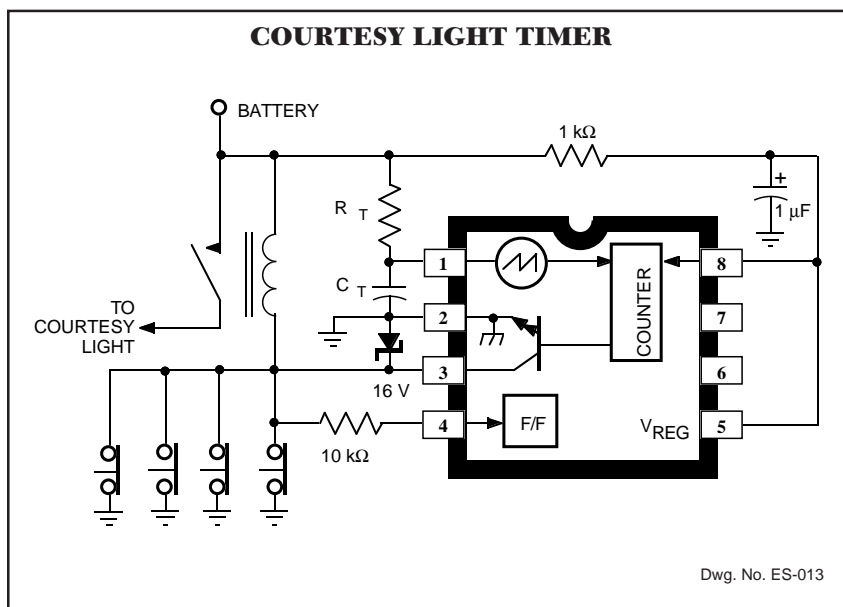 COURTESY LIGHT TIMER
BATTERY
1 kΩ
+
1 μF
R T
C T
1
2
3
4
8
7
6
5
COUNTER
TO
COURTESY
LIGHT
16 V
F/F
VREG
10 kΩ
Dwg. No. ES-013